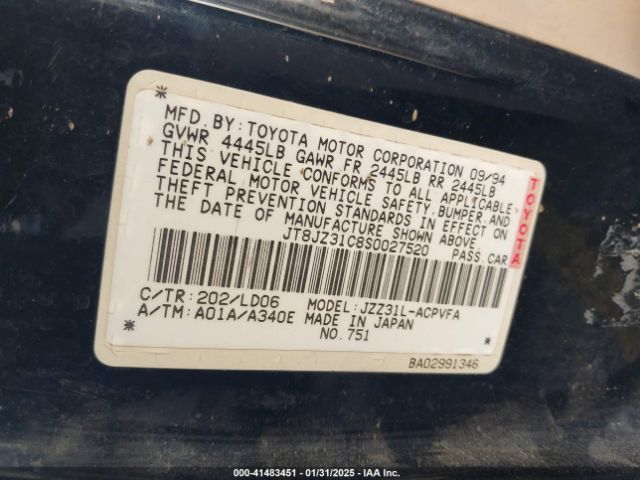 *
MFD.BY:TOYOTA MOTOR CORPORATION 09/94
GVWR 4445LB GAWR FR 2445LB RR 2445LB
THIS VEHICLE CONFORMS TO ALL APPLICABLE
FEDERAL MOTOR VEHICLE SAFETY,BUMPER,AND
THEFT PREVENTION STANDARDS IN EFFECT ON
THE DATE OF MANUFACTURE SHOWN ABOVE.
JT8JZ31C8S0027520 PASS.CAR
TOYOTA
C/TR:202/LD06 MODEL:JZZ31L-ACPVFA
A/TM:A01A/A340E MADE IN JAPAN
* NO.751
BA02991346
000-41483451 - 01/31/2025 - IAA Inc.